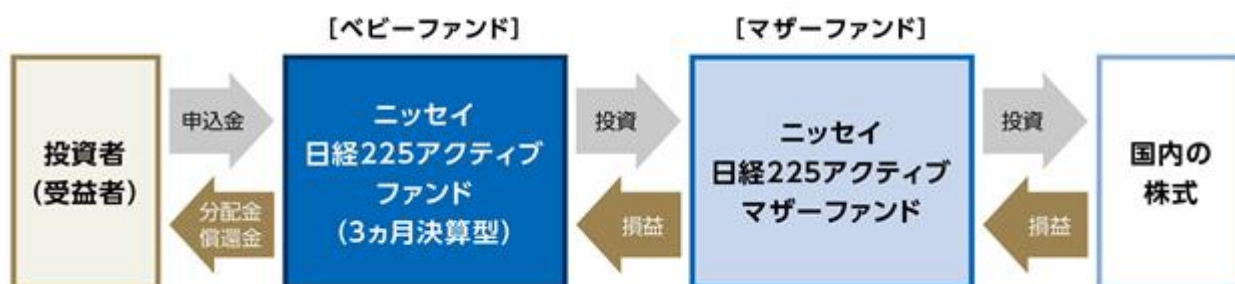 [ベビーファンド]
[マザーファンド]
投資者
(受益者)
申込金
分配金
償還金
ニッセイ
日経225アクティブ
ファンド
(3ヵ月決算型)
投資
損益
ニッセイ
日経225アクティブ
マザーファンド
投資
損益
国内の
株式